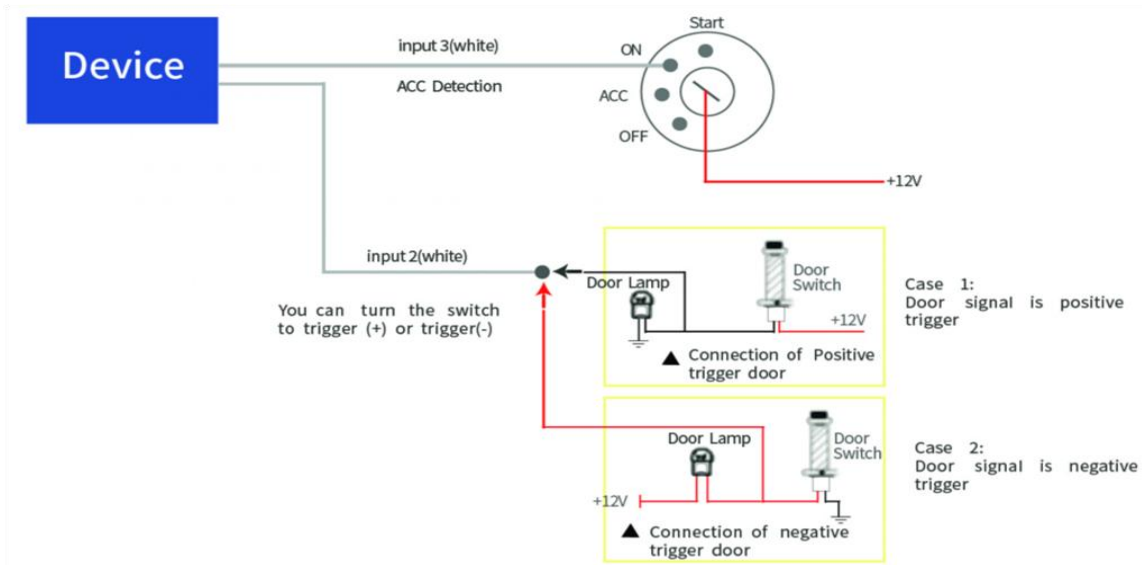 Start
ON
input 3(white)
Device
ACC Detection
ACC
OFF
+12V
input 2(white)
Door Lamp
Door
Switch
Case 1:
Door signal is positive
trigger
You can turn the switch
to trigger (+) or trigger(-)
+12V
▲ Connection of Positive
trigger door
Door Lamp
Door
Switch
Case 2:
Door signal is negative
trigger
+12V
▲ Connection of negative
trigger door